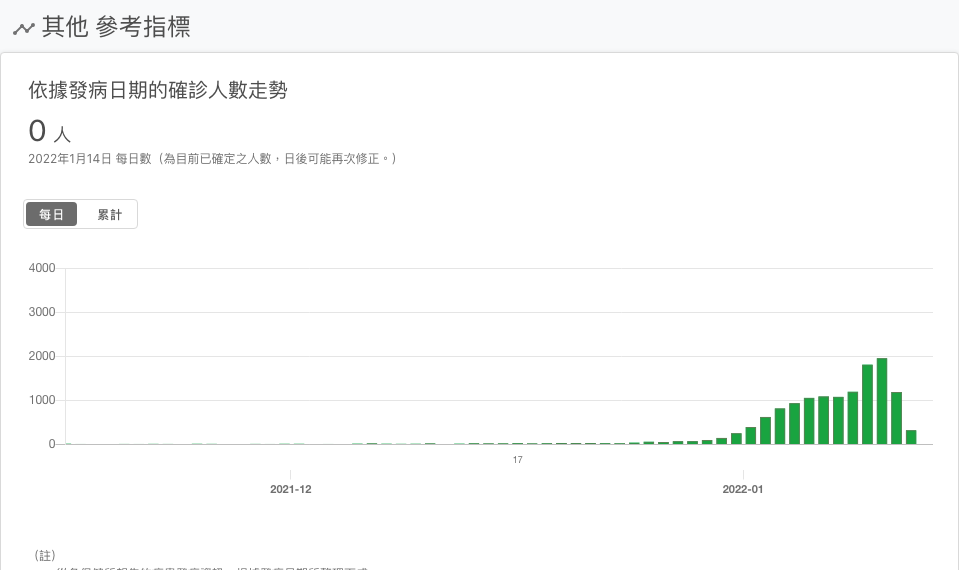 其他 參考指標
依據發病日期的確診人數走勢
0 人
2022年1月14日 每日數（為目前已確定之人數，日後可能再次修正。）
每日 累計
4000
3000
2000
1000
0
17
2021-12 2022-01
（註）